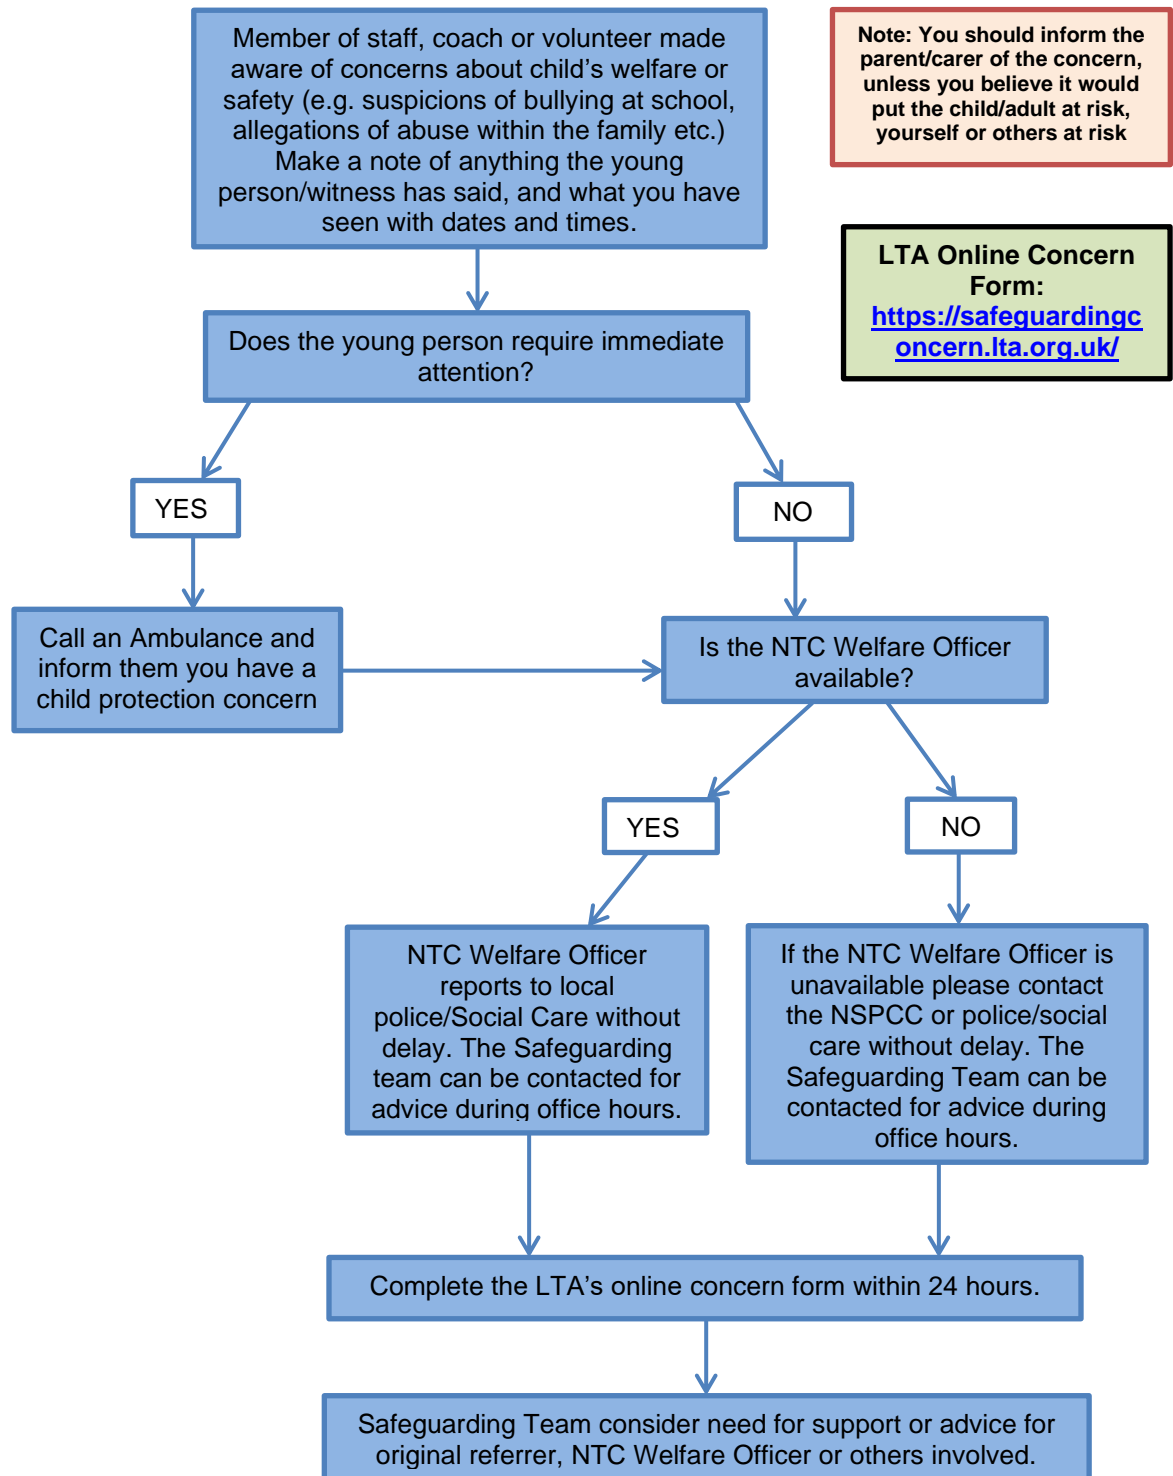 Member of staff, coach or volunteer made
aware of concerns about child’s welfare or
safety (e.g. suspicions of bullying at school,
allegations of abuse within the family etc.)
Make a note of anything the young
person/witness has said, and what you have
seen with dates and times.
Note: You should inform the
parent/carer of the concern,
unless you believe it would
put the child/adult at risk,
yourself or others at risk
LTA Online Concern
Form:
https://safeguardingc
oncern.lta.org.uk/
Does the young person require immediate
attention?
YES
NO
Call an Ambulance and
inform them you have a
child protection concern
Is the NTC Welfare Officer
available?
YES
NO
NTC Welfare Officer
reports to local
police/Social Care without
delay. The Safeguarding
team can be contacted for
advice during office hours.
If the NTC Welfare Officer is
unavailable please contact
the NSPCC or police/social
care without delay. The
Safeguarding Team can be
contacted for advice during
office hours.
Complete the LTA’s online concern form within 24 hours.
Safeguarding Team consider need for support or advice for
original referrer, NTC Welfare Officer or others involved.